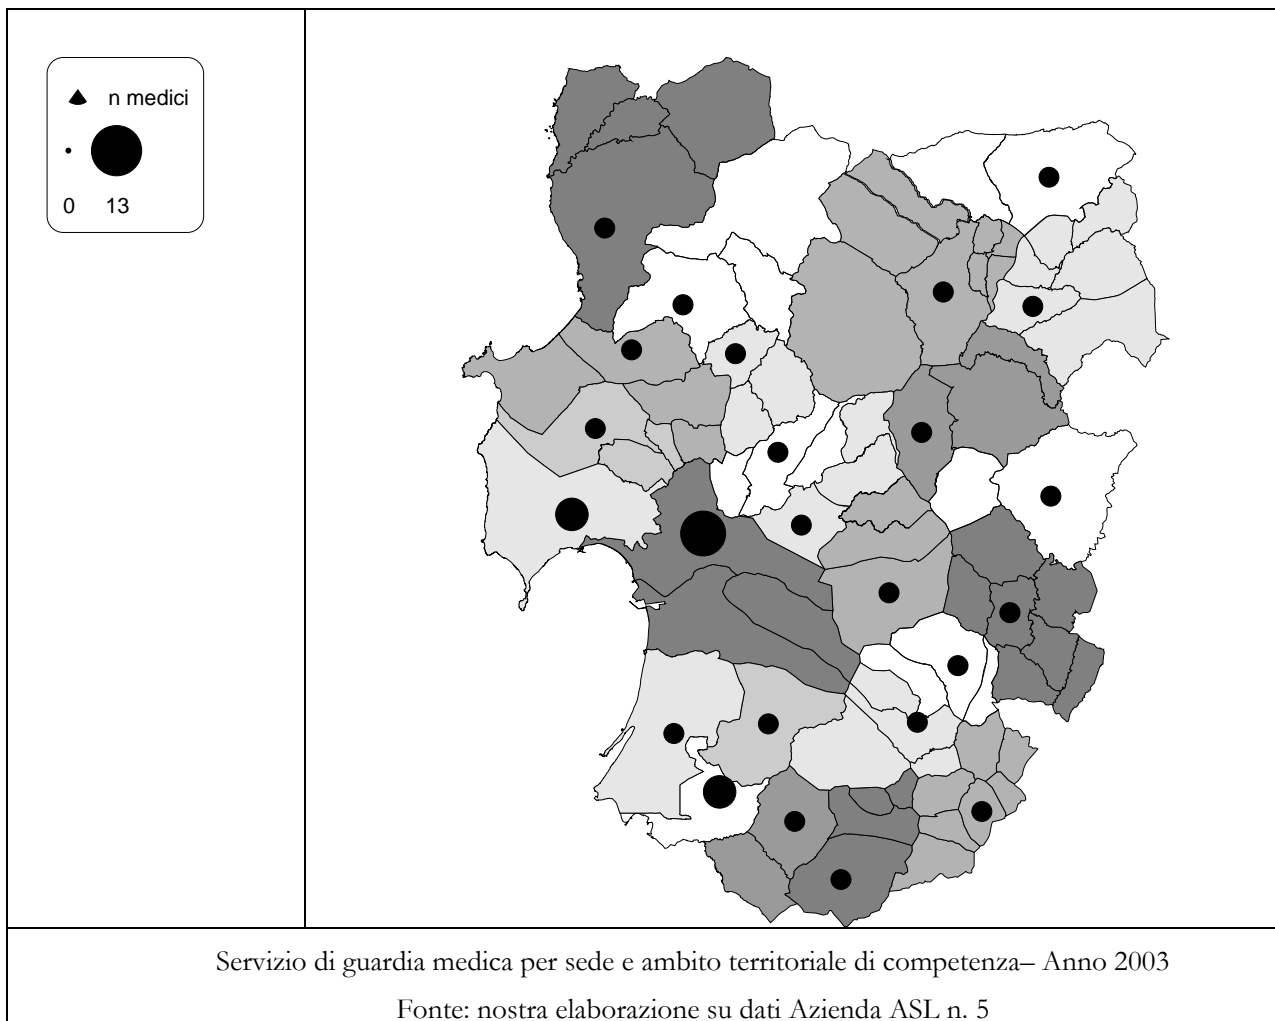 n medici
0 13
Servizio di guardia medica per sede e ambito territoriale di competenza– Anno 2003
Fonte: nostra elaborazione su dati Azienda ASL n. 5